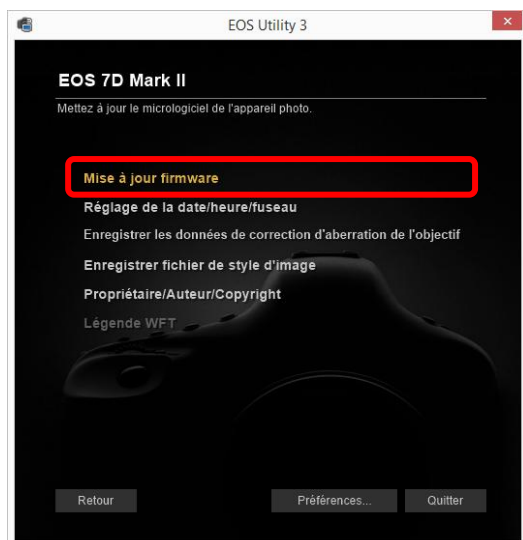 EOS Utility 3
EOS 7D Mark II
Mettez à jour le micrologiciel de l'appareil photo.
Mise à jour firmware
Réglage de la date/heure/fuseau
Enregistrer les données de correction d'aberration de l'objectif
Enregistrer fichier de style d'image
Propriétaire/Auteur/Copyright
Légende WFT
Retour Préférences... Quitter